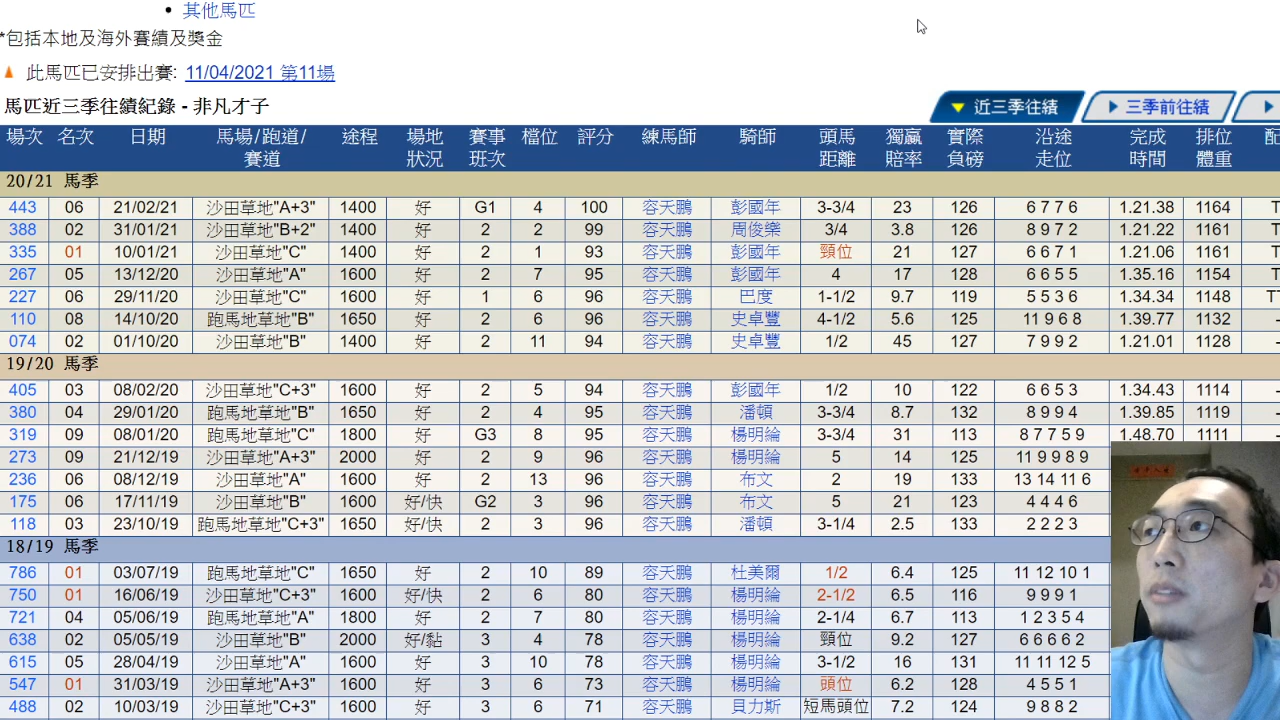 • 其他馬匹
*包括本地及海外賽績及獎金
此馬匹已安排出賽: 11/04/2021 第11場
馬匹近三季往績紀錄 - 非凡才子
近三季往績 三季前往績
場次 名次 日期 馬場/跑道/賽道 途程 場地狀況 賽事班次 檔位 評分 練馬師 騎師 頭馬距離 獨贏賠率 實際負磅 沿途走位 完成時間 排位體重 配
20/21 馬季
443 06 21/02/21 沙田草地"A+3" 1400 好 G1 4 100 容天鵬 彭國年 3-3/4 23 126 6 7 7 6 1.21.38 1164 T
388 02 31/01/21 沙田草地"B+2" 1400 好 2 2 99 容天鵬 周俊樂 3/4 3.8 126 8 9 7 2 1.21.22 1161 T
335 01 10/01/21 沙田草地"C" 1400 好 2 1 93 容天鵬 彭國年 頸位 21 127 6 6 7 1 1.21.06 1161 T
267 05 13/12/20 沙田草地"A" 1600 好 2 7 95 容天鵬 彭國年 4 17 128 6 6 5 5 1.35.16 1154 T
227 06 29/11/20 沙田草地"C" 1600 好 1 6 96 容天鵬 巴度 1-1/2 9.7 119 5 5 3 6 1.34.34 1148 T
110 08 14/10/20 跑馬地草地"B" 1650 好 2 6 96 容天鵬 史卓豐 4-1/2 5.6 125 11 9 6 8 1.39.77 1132 -
074 02 01/10/20 沙田草地"B" 1400 好 2 11 94 容天鵬 史卓豐 1/2 45 127 7 9 9 2 1.21.01 1128 -
19/20 馬季
405 03 08/02/20 沙田草地"C+3" 1600 好 2 5 94 容天鵬 彭國年 1/2 10 122 6 6 5 3 1.34.43 1114 -
380 04 29/01/20 跑馬地草地"B" 1650 好 2 4 95 容天鵬 潘頓 3-3/4 8.7 132 8 9 9 4 1.39.85 1119 -
319 09 08/01/20 跑馬地草地"C" 1800 好 G3 8 95 容天鵬 楊明綸 3-3/4 31 113 8 7 7 5 9 1.48.70 1111 -
273 09 21/12/19 沙田草地"A+3" 2000 好 2 9 96 容天鵬 楊明綸 5 14 125 11 9 9 8 9
236 06 08/12/19 沙田草地"A" 1600 好 2 13 96 容天鵬 布文 2 19 133 13 14 11 6
175 06 17/11/19 沙田草地"B" 1600 好/快 G2 3 96 容天鵬 布文 5 21 123 4 4 4 6
118 03 23/10/19 跑馬地草地"C+3" 1650 好/快 2 3 96 容天鵬 潘頓 3-1/4 2.5 133 2 2 2 3
18/19 馬季
786 01 03/07/19 跑馬地草地"C" 1650 好 2 10 89 容天鵬 杜美爾 1/2 6.4 125 11 12 10 1
750 01 16/06/19 沙田草地"C+3" 1600 好/快 2 6 80 容天鵬 楊明綸 2-1/2 6.5 116 9 9 9 1
721 04 05/06/19 跑馬地草地"A" 1800 好 2 7 80 容天鵬 楊明綸 2-1/4 6.7 113 1 2 3 5 4
638 02 05/05/19 沙田草地"B" 2000 好/黏 3 4 78 容天鵬 楊明綸 頸位 9.2 127 6 6 6 6 2
615 05 28/04/19 沙田草地"A" 1600 好 3 10 78 容天鵬 楊明綸 3-1/2 16 131 11 11 12 5
547 01 31/03/19 沙田草地"A+3" 1600 好 3 6 73 容天鵬 楊明綸 頭位 6.2 128 4 5 5 1
488 02 10/03/19 沙田草地"C+3" 1600 好 3 6 71 容天鵬 貝力斯 短馬頭位 7.2 124 9 8 8 2